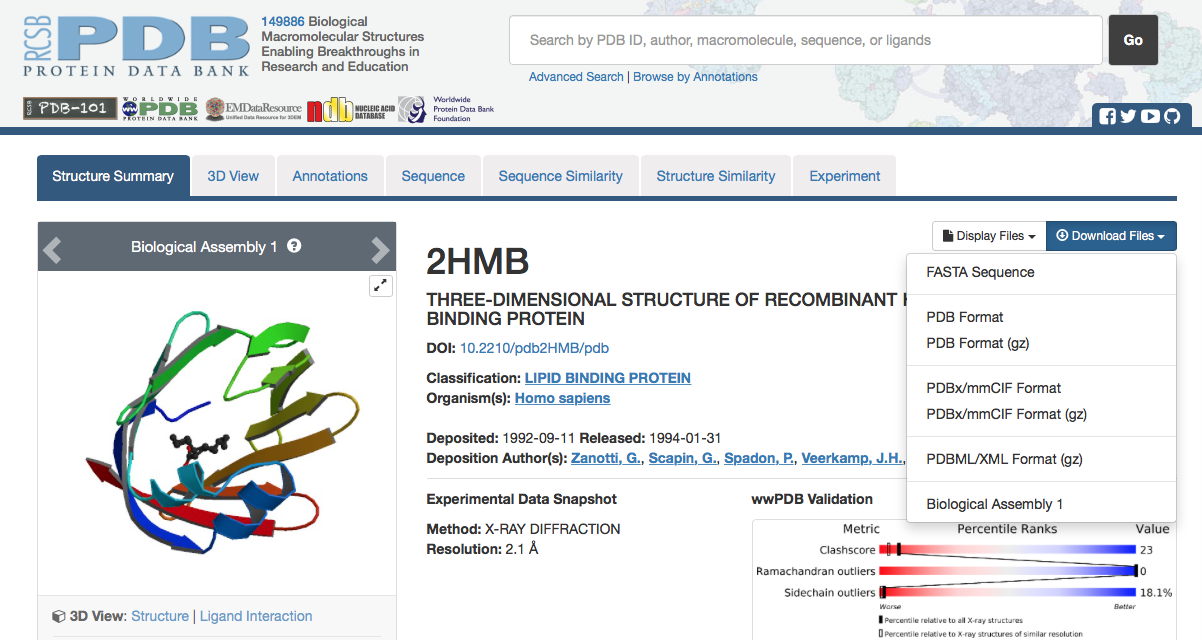 RCSB
PDB
PROTEIN DATA BANK
149886 Biological
Macromolecular Structures
Enabling Breakthroughs in
Research and Education
Search by PDB ID, author, macromolecule, sequence, or ligands
Go
Advanced Search | Browse by Annotations
RCSB PDB-101
WORLDWIDE
PDB
PROTEIN DATA BANK
EMDataResource
Unified Data Resource for 3DEM
ndb NUCLEIC ACID
DATABASE
Worldwide
Protein Data Bank
Foundation
Structure Summary
3D View
Annotations
Sequence
Sequence Similarity
Structure Similarity
Experiment
Biological Assembly 1 ?
Display Files
Download Files
2HMB
THREE-DIMENSIONAL STRUCTURE OF RECOMBINANT
BINDING PROTEIN
DOI: 10.2210/pdb2HMB/pdb
Classification: LIPID BINDING PROTEIN
Organism(s): Homo sapiens
Deposited: 1992-09-11 Released: 1994-01-31
Deposition Author(s): Zanotti, G., Scapin, G., Spadon, P., Veerkamp, J.H.,
FASTA Sequence
PDB Format
PDB Format (gz)
PDBx/mmCIF Format
PDBx/mmCIF Format (gz)
PDBML/XML Format (gz)
Biological Assembly 1
Experimental Data Snapshot
Method: X-RAY DIFFRACTION
Resolution: 2.1 Å
wwPDB Validation
Metric Percentile Ranks Value
Clashscore 23
Ramachandran outliers 0
Sidechain outliers 18.1%
Worse Better
Percentile relative to all X-ray structures
Percentile relative to X-ray structures of similar resolution
3D View: Structure | Ligand Interaction